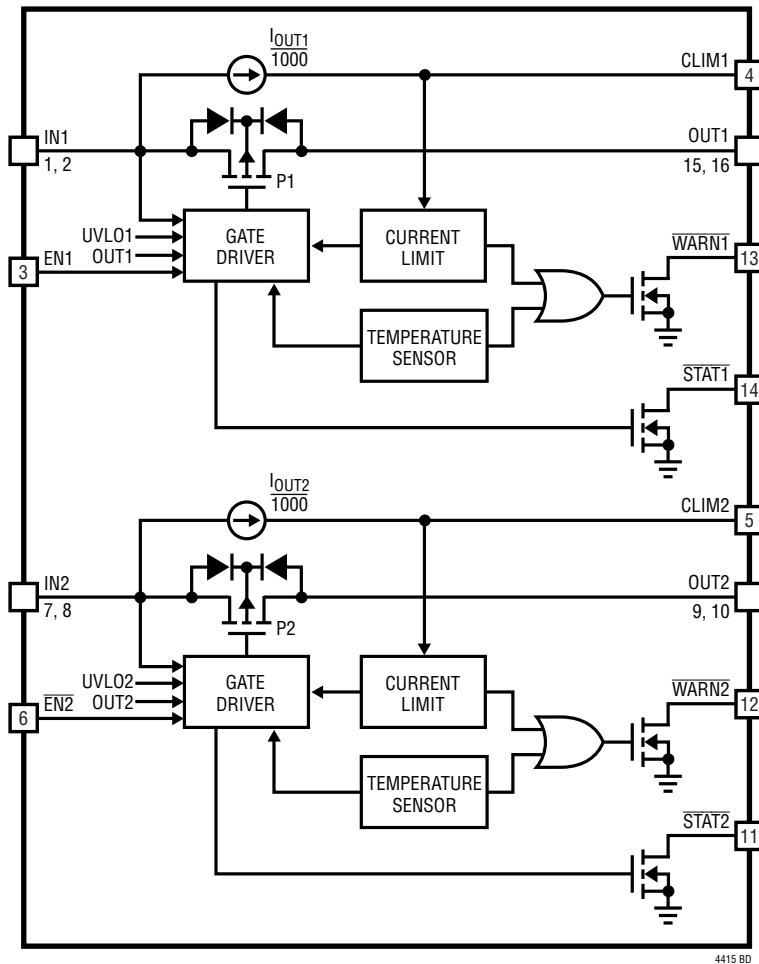 IOUT1
1000
CLIM1
4
IN1
1, 2
OUT1
15, 16
P1
UVLO1
OUT1
EN1
3
GATE
DRIVER
CURRENT
LIMIT
WARN1
13
TEMPERATURE
SENSOR
STAT1
14
IOUT2
1000
CLIM2
5
IN2
7, 8
OUT2
9, 10
P2
UVLO2
OUT2
EN2
6
GATE
DRIVER
CURRENT
LIMIT
WARN2
12
TEMPERATURE
SENSOR
STAT2
11
4415 BD